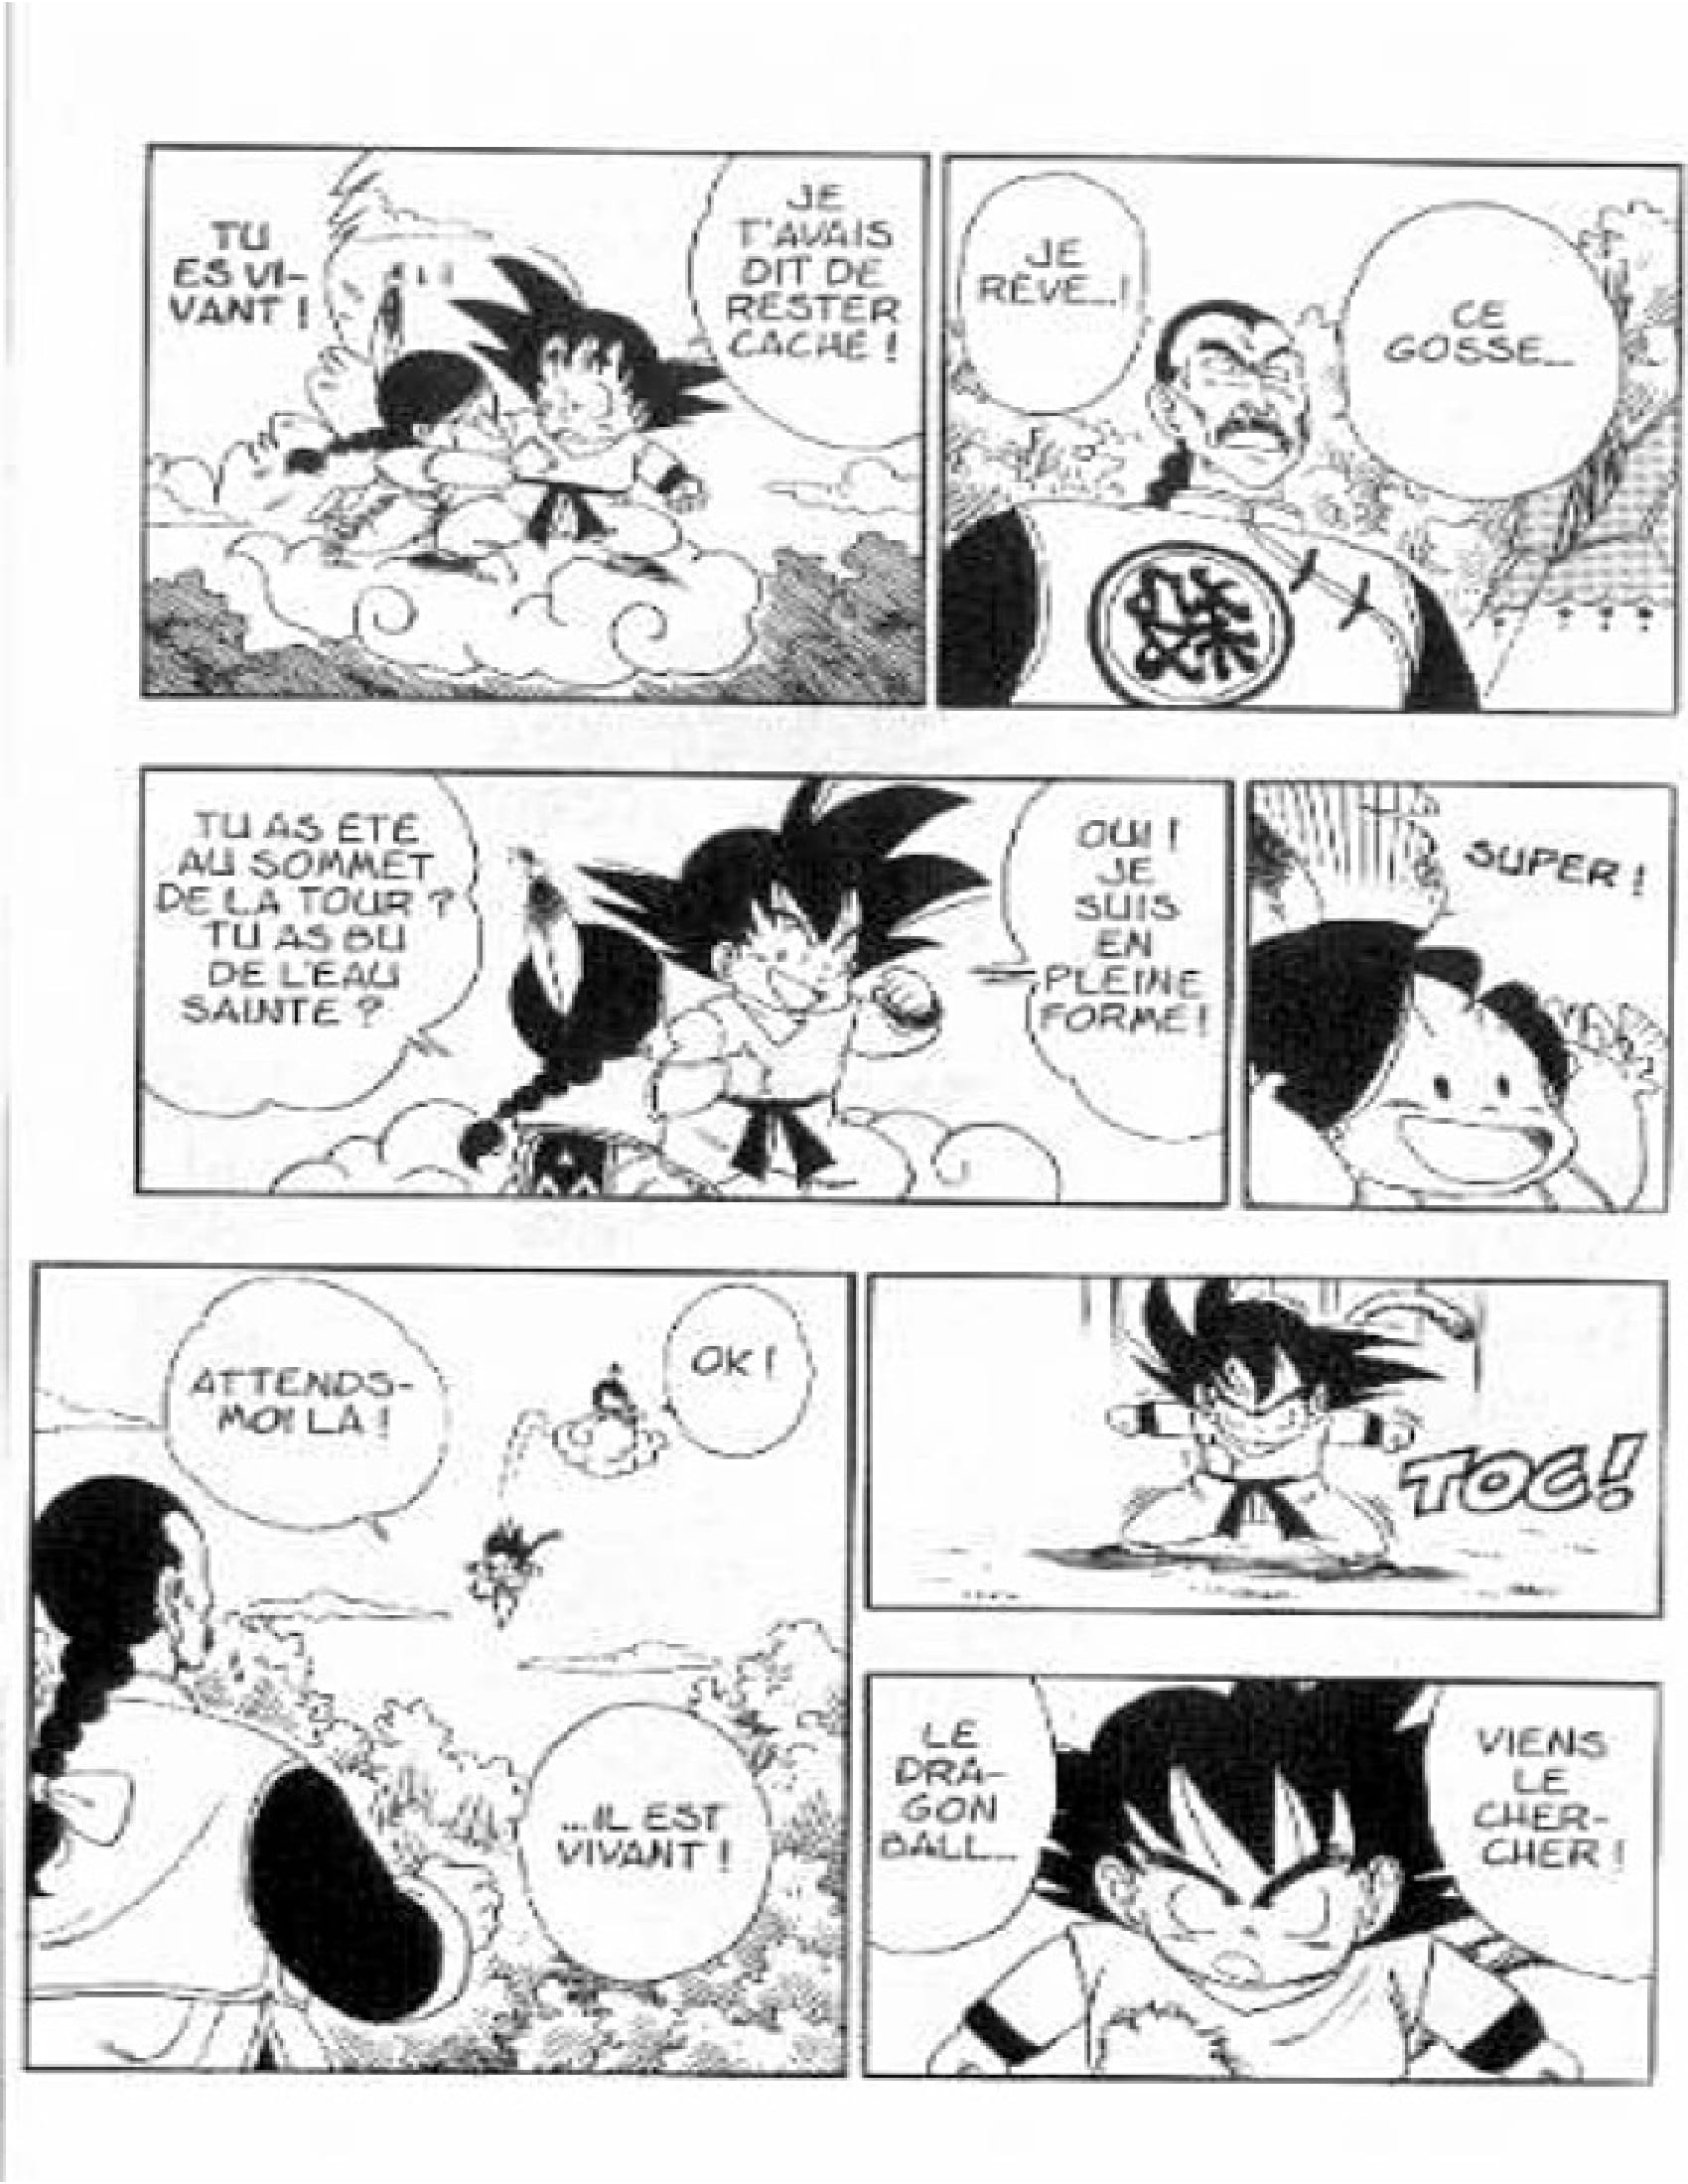 TU
ES VI-
VANT !
JE
T'AVAIS
DIT DE
RESTER
CACHE !
JE
RÊVE...!
CE
GOSSE...
TU AS ETE
AU SOMMET
DE LA TOUR ?
TU AS BU
DE L'EAU
SAINTE ?
OUI !
JE
SUIS
EN
PLEINE
FORME !
SUPER !
ATTENDS-
MOI LA !
OK !
...IL EST
VIVANT !
TOC!
LE
DRA-
GON
BALL...
VIENS
LE
CHER-
CHER !